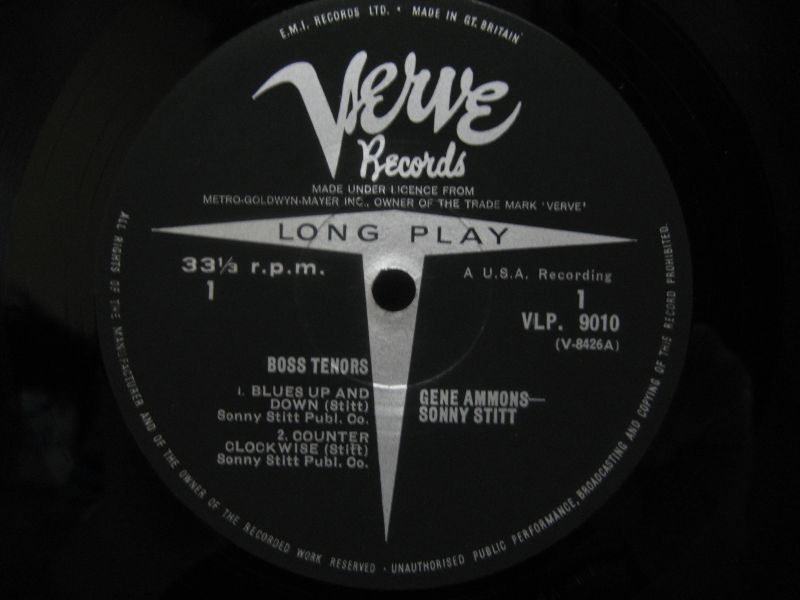 E.M.I. RECORDS LTD. • MADE IN GT. BRITAIN
Verve
Records
MADE UNDER LICENCE FROM
METRO-GOLDWYN-MAYER INC., OWNER OF THE TRADE MARK 'VERVE'
LONG PLAY
33⅓ r.p.m.
1
A U.S.A. Recording
1
VLP. 9010
(V-8426A)
BOSS TENORS
1. BLUES UP AND
DOWN (Stitt)
Sonny Stitt Publ. Co.
2. COUNTER
CLOCKWISE (Stitt)
Sonny Stitt Publ. Co.
GENE AMMONS—
SONNY STITT
ALL RIGHTS OF THE MANUFACTURER AND OF THE OWNER OF THE RECORDED WORK RESERVED • UNAUTHORISED PUBLIC PERFORMANCE, BROADCASTING AND COPYING OF THIS RECORD PROHIBITED.